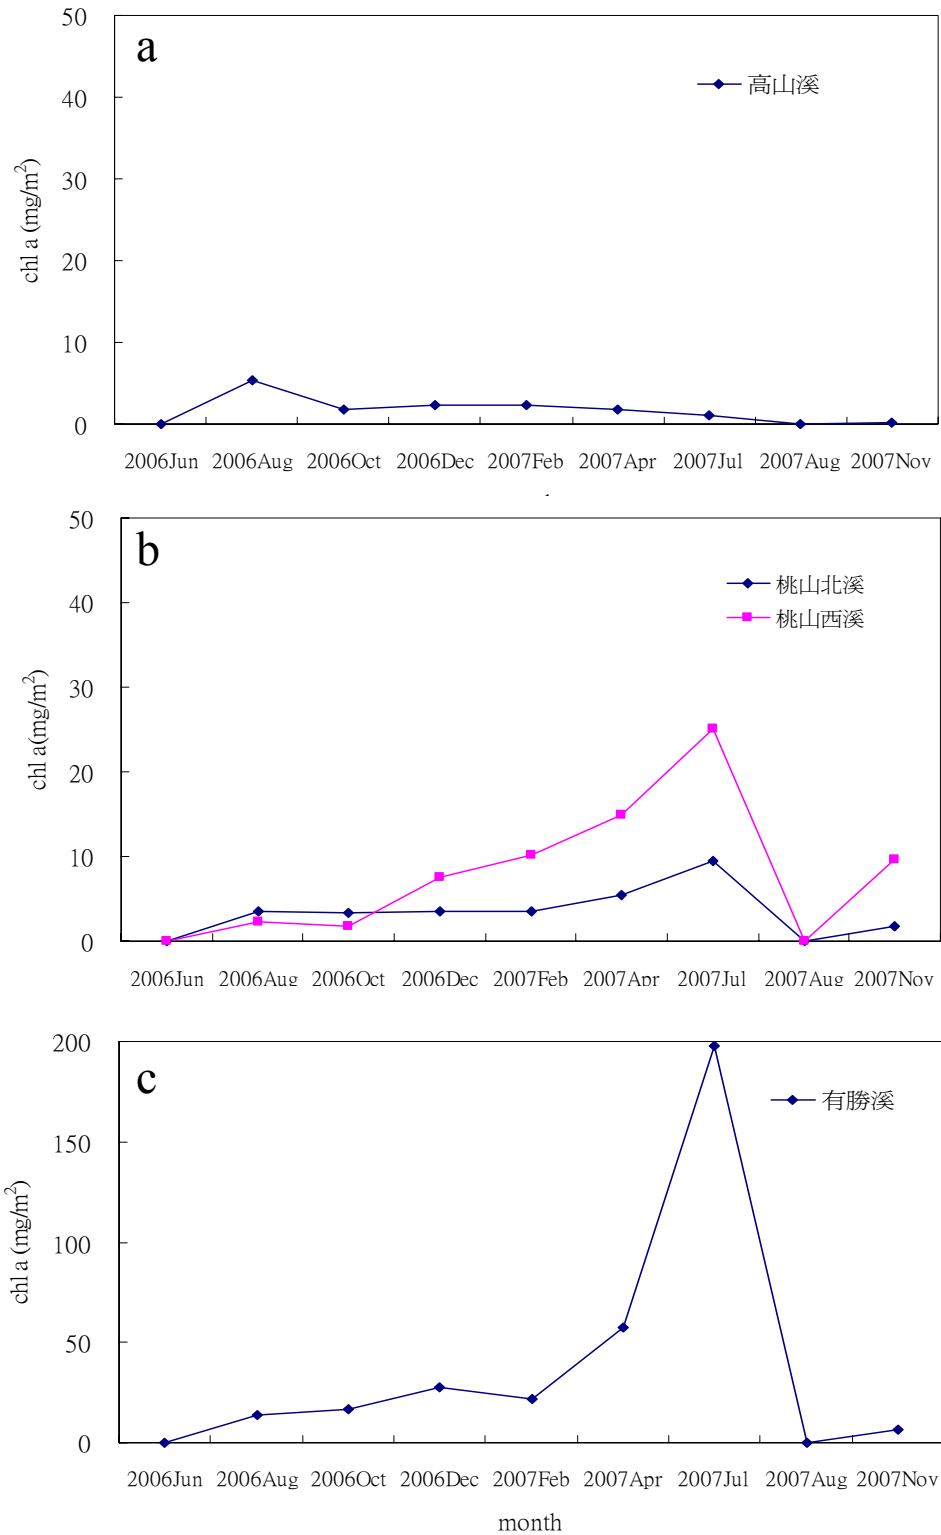 a
高山溪
chl a (mg/m²)
50
40
30
20
10
0
2006Jun 2006Aug 2006Oct 2006Dec 2007Feb 2007Apr 2007Jul 2007Aug 2007Nov
b
桃山北溪
桃山西溪
chl a(mg/m²)
50
40
30
20
10
0
2006Jun 2006Aug 2006Oct 2006Dec 2007Feb 2007Apr 2007Jul 2007Aug 2007Nov
c
有勝溪
chl a (mg/m²)
200
150
100
50
0
2006Jun 2006Aug 2006Oct 2006Dec 2007Feb 2007Apr 2007Jul 2007Aug 2007Nov
month